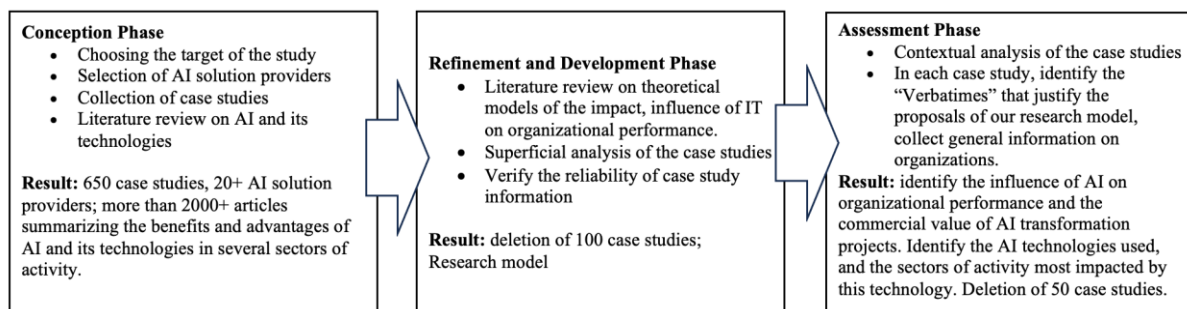 Conception Phase
• Choosing the target of the study
• Selection of AI solution providers
• Collection of case studies
• Literature review on AI and its
technologies
Result: 650 case studies, 20+ AI solution
providers; more than 2000+ articles
summarizing the benefits and advantages of
AI and its technologies in several sectors of
activity.
Refinement and Development Phase
• Literature review on theoretical
models of the impact, influence of IT
on organizational performance.
• Superficial analysis of the case studies
• Verify the reliability of case study
information
Result: deletion of 100 case studies;
Research model
Assessment Phase
• Contextual analysis of the case studies
• In each case study, identify the
“Verbatimes” that justify the
proposals of our research model,
collect general information on
organizations.
Result: identify the influence of AI on
organizational performance and the
commercial value of AI transformation
projects. Identify the AI technologies used,
and the sectors of activity most impacted by
this technology. Deletion of 50 case studies.